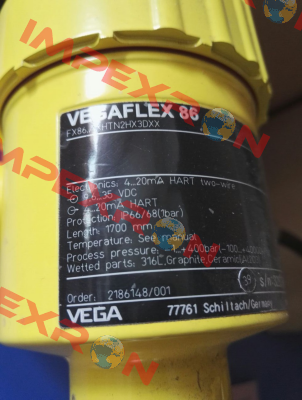 VEGAFLEX 86
Electronics: 4...20mA HART two-wire
9,6...35 VDC
4...20mA HART
Protection: IP66/68(1bar)
Length: 1700 mm
Temperature: See manual
Process pressure: -1...+400bar(-100...+
Wetted parts: 316L,Graphite,Ceramic
Order: 2186148/001
VEGA 77761 Schiltach/Germany
IMPEXRON